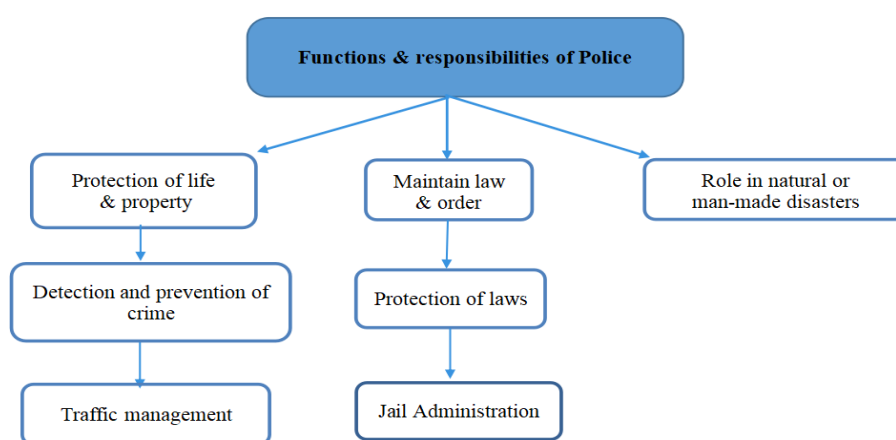 Functions & responsibilities of Police
Protection of life
& property
Maintain law
& order
Role in natural or
man-made disasters
Detection and prevention of
crime
Protection of laws
Traffic management
Jail Administration